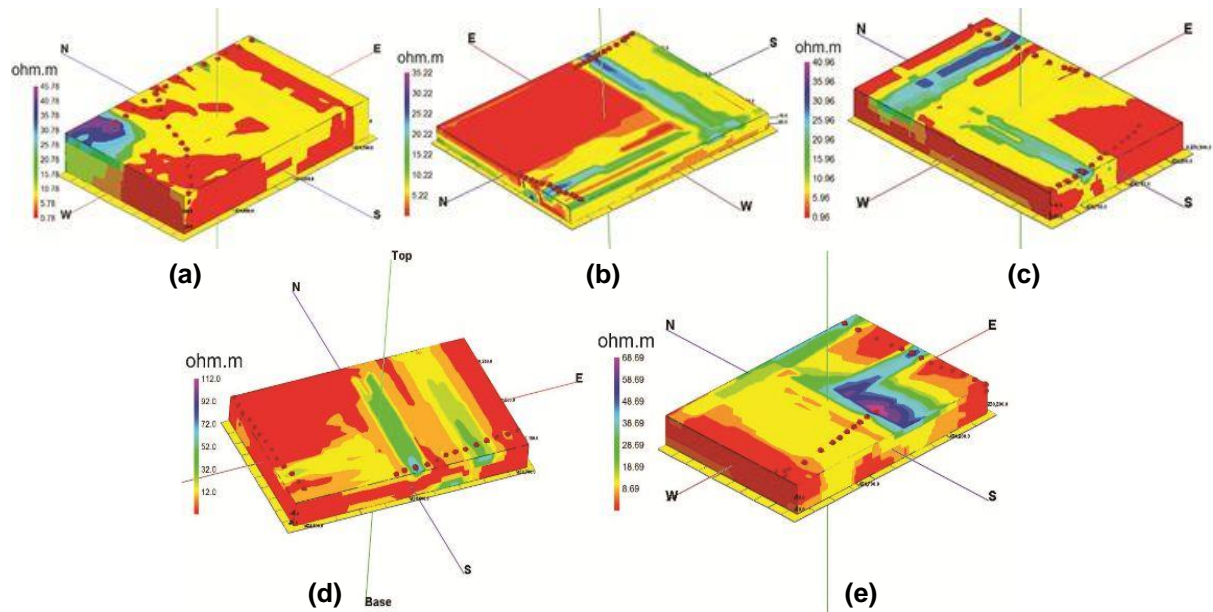 N
E
ohm.m
45.78
40.78
35.78
30.78
25.78
20.78
15.78
10.78
5.78
0.78
W
S
(a)
E
S
ohm.m
35.22
30.22
25.22
20.22
15.22
10.22
5.22
N
W
(b)
N
E
ohm.m
40.96
35.96
30.96
25.96
20.96
15.96
10.96
5.96
0.96
W
S
(c)
Top
N
ohm.m
112.0
92.0
72.0
52.0
32.0
12.0
E
S
Base
(d)
N
E
ohm.m
68.69
58.69
48.69
38.69
28.69
18.69
8.69
W
S
(e)